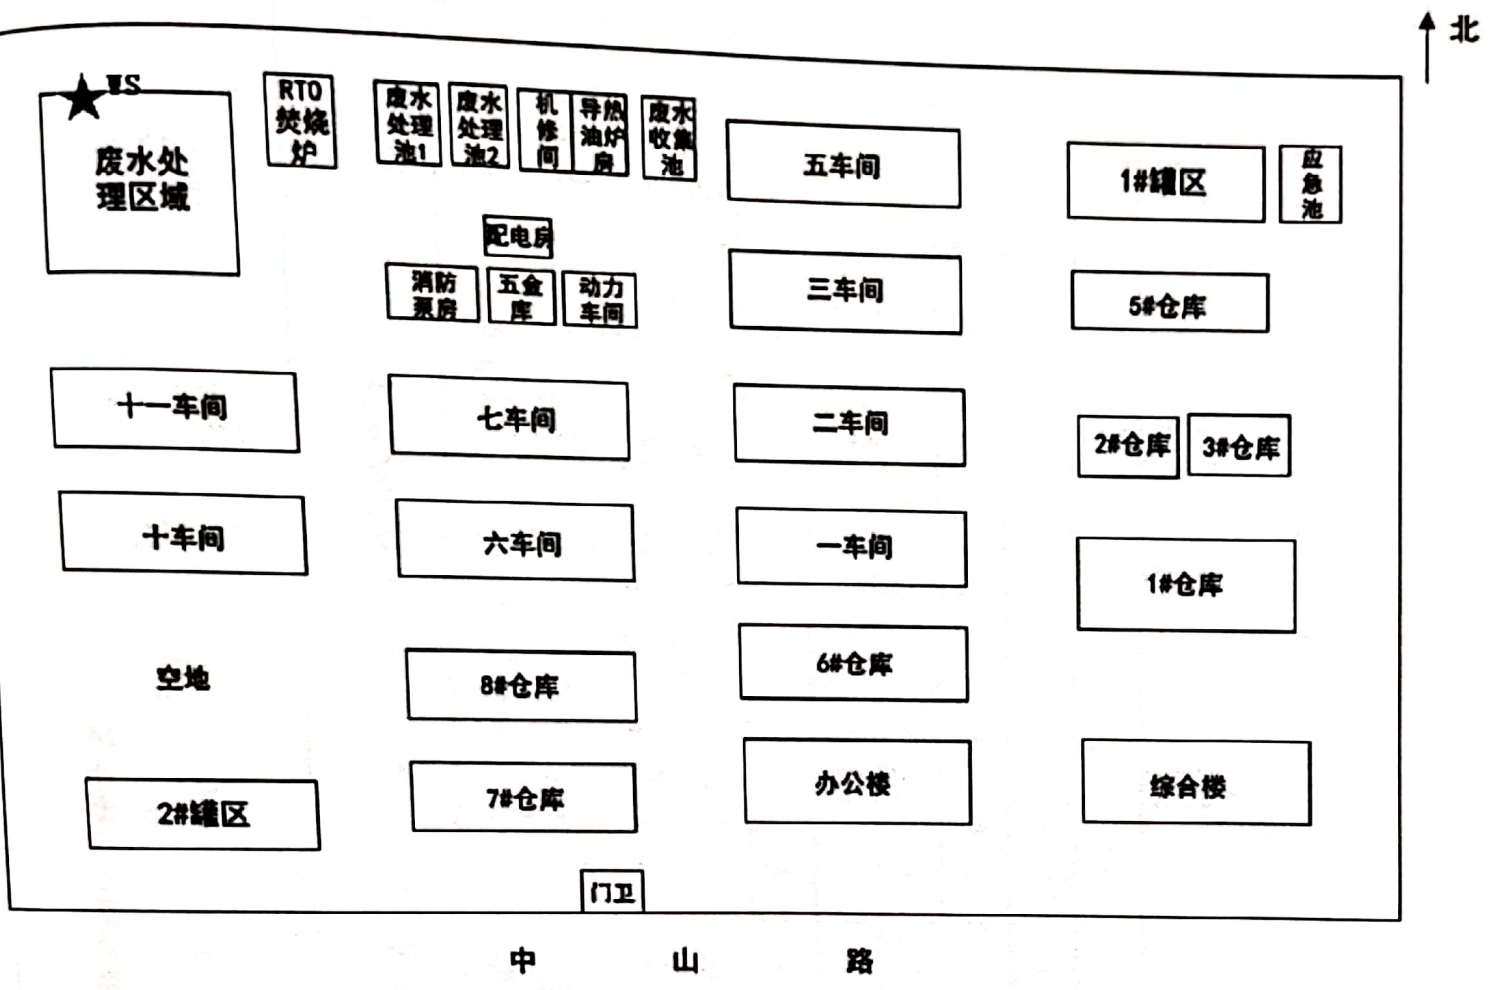 北
WS
废水处
理区域
RTO
焚烧
炉
废水
处理
池1
废水
处理
池2
机
修
间
导热
油炉
房
废水
收集
池
五车间
1#罐区
应
急
池
配电房
消防
泵房
五金
库
动力
车间
三车间
5#仓库
十一车间
七车间
二车间
2#仓库
3#仓库
十车间
六车间
一车间
1#仓库
空地
8#仓库
6#仓库
2#罐区
7#仓库
办公楼
综合楼
门卫
中山路